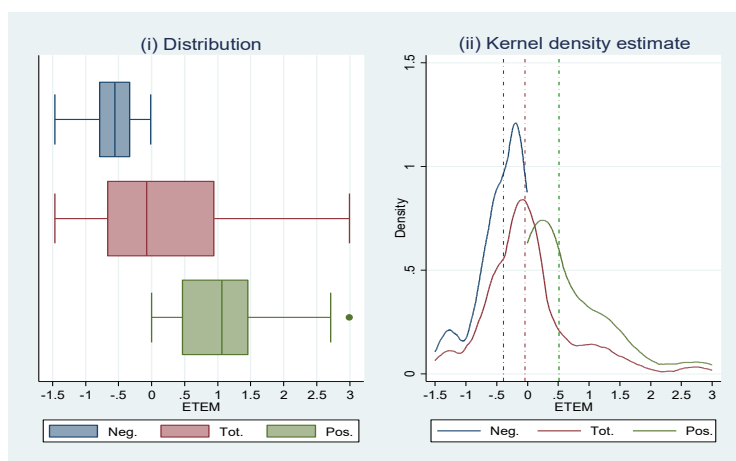 (i) Distribution
-1.5 -1 -.5 0 .5 1 1.5 2 2.5 3
ETEM
Neg. Tot. Pos.
(ii) Kernel density estimate
1.5
1
.5
0
Density
-1.5 -1 -.5 0 .5 1 1.5 2 2.5 3
ETEM
Neg. Tot. Pos.